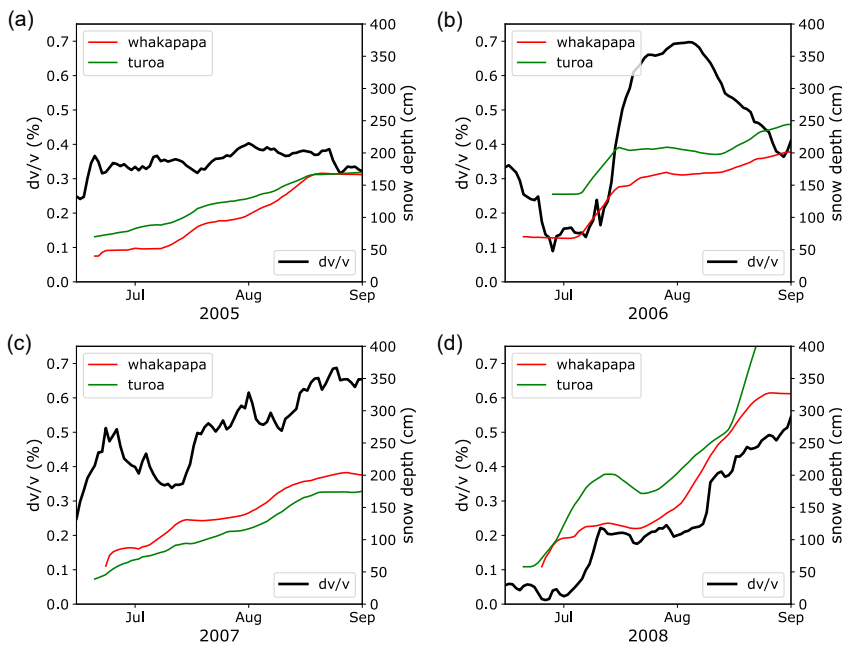 (a)
whakapapa
turoa
dv/v
dv/v (%)
0.0
0.1
0.2
0.3
0.4
0.5
0.6
0.7
snow depth (cm)
0
50
100
150
200
250
300
350
400
Jul
Aug
Sep
2005
(b)
whakapapa
turoa
dv/v
dv/v (%)
0.0
0.1
0.2
0.3
0.4
0.5
0.6
0.7
snow depth (cm)
0
50
100
150
200
250
300
350
400
Jul
Aug
Sep
2006
(c)
whakapapa
turoa
dv/v
dv/v (%)
0.0
0.1
0.2
0.3
0.4
0.5
0.6
0.7
snow depth (cm)
0
50
100
150
200
250
300
350
400
Jul
Aug
Sep
2007
(d)
whakapapa
turoa
dv/v
dv/v (%)
0.0
0.1
0.2
0.3
0.4
0.5
0.6
0.7
snow depth (cm)
0
50
100
150
200
250
300
350
400
Jul
Aug
Sep
2008